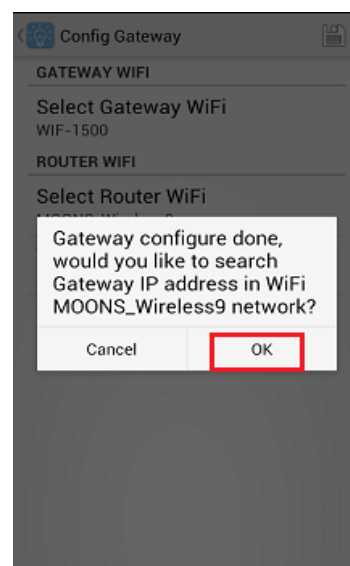 Config Gateway
GATEWAY WIFI
Select Gateway WiFi
WIF-1500
ROUTER WIFI
Select Router WiFi
Gateway configure done,
would you like to search
Gateway IP address in WiFi
MOONS_Wireless9 network?
Cancel
OK